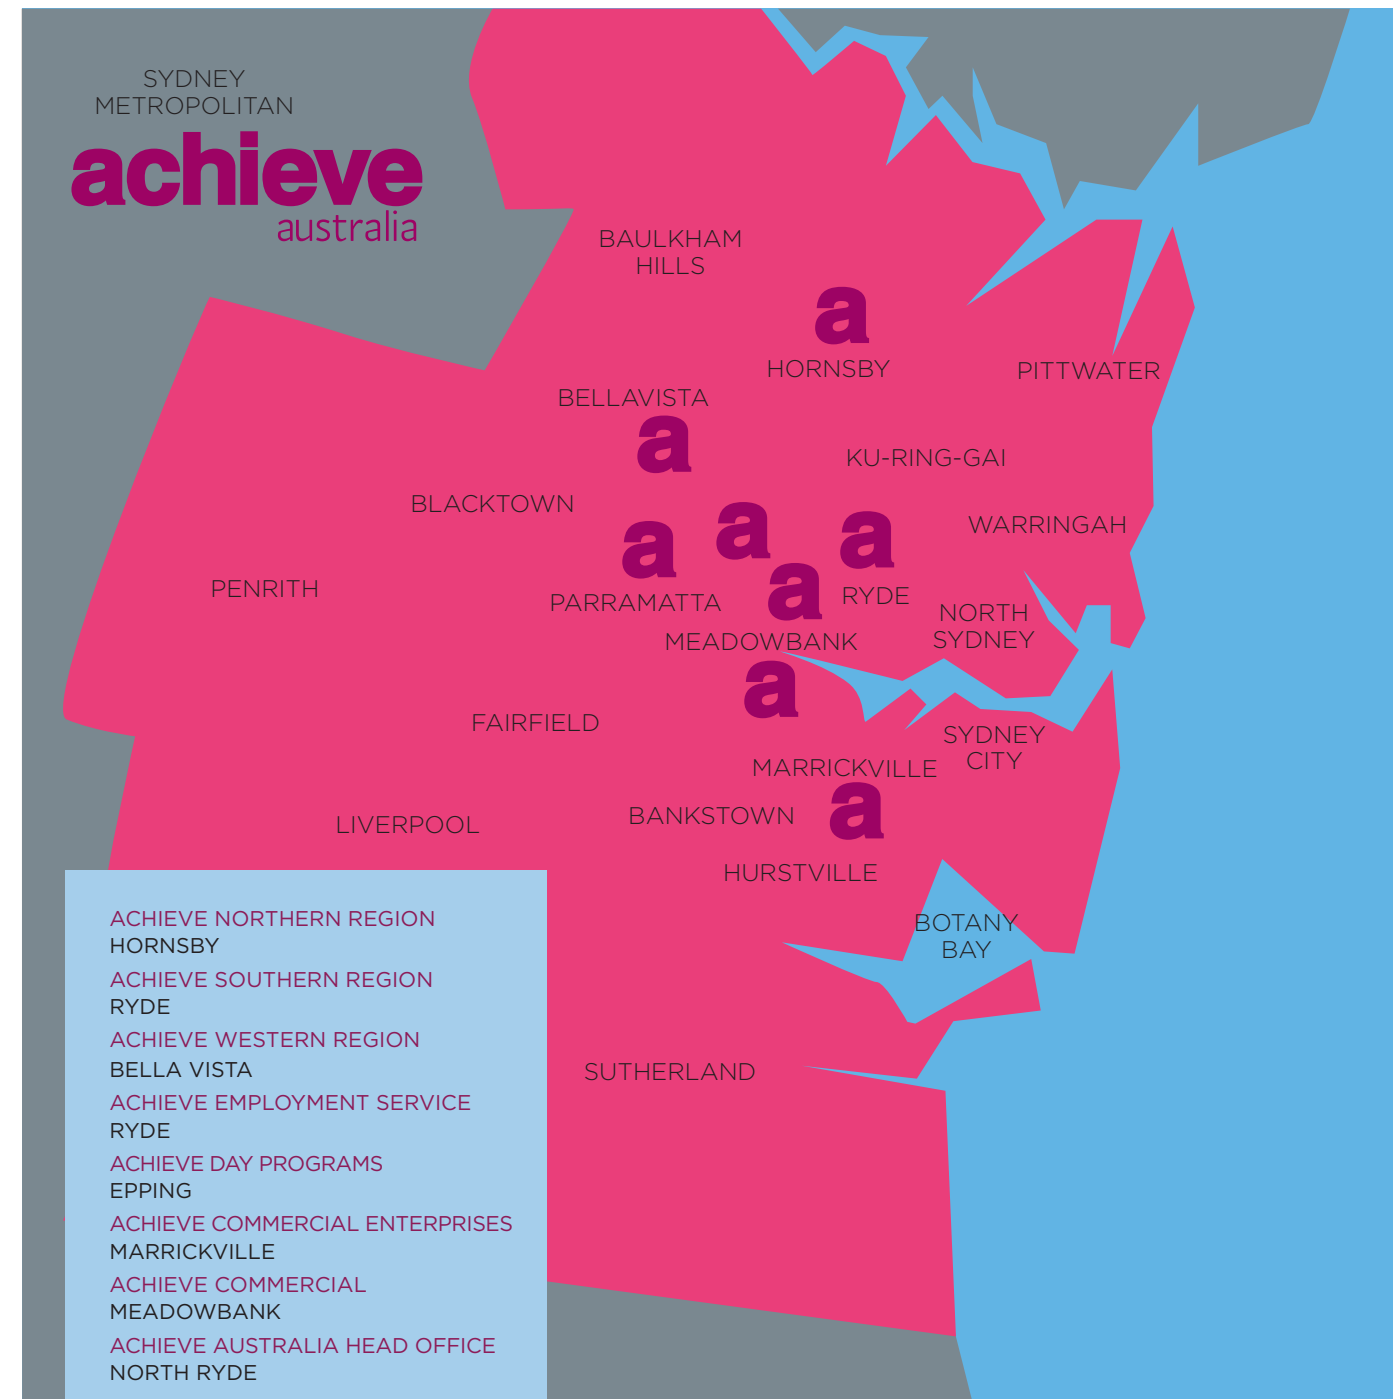 SYDNEY
METROPOLITAN
achieve
australia
BAULKHAM
HILLS
a
HORNSBY
PITTWATER
BELLAVISTA
a
KU-RING-GAI
BLACKTOWN
a
a
a
WARRINGAH
PENRITH
a
PARRAMATTA
RYDE
NORTH
SYDNEY
MEADOWBANK
a
FAIRFIELD
SYDNEY
CITY
MARRICKVILLE
a
LIVERPOOL
BANKSTOWN
HURSTVILLE
BOTANY
BAY
SUTHERLAND
ACHIEVE NORTHERN REGION
HORNSBY
ACHIEVE SOUTHERN REGION
RYDE
ACHIEVE WESTERN REGION
BELLA VISTA
ACHIEVE EMPLOYMENT SERVICE
RYDE
ACHIEVE DAY PROGRAMS
EPPING
ACHIEVE COMMERCIAL ENTERPRISES
MARRICKVILLE
ACHIEVE COMMERCIAL
MEADOWBANK
ACHIEVE AUSTRALIA HEAD OFFICE
NORTH RYDE